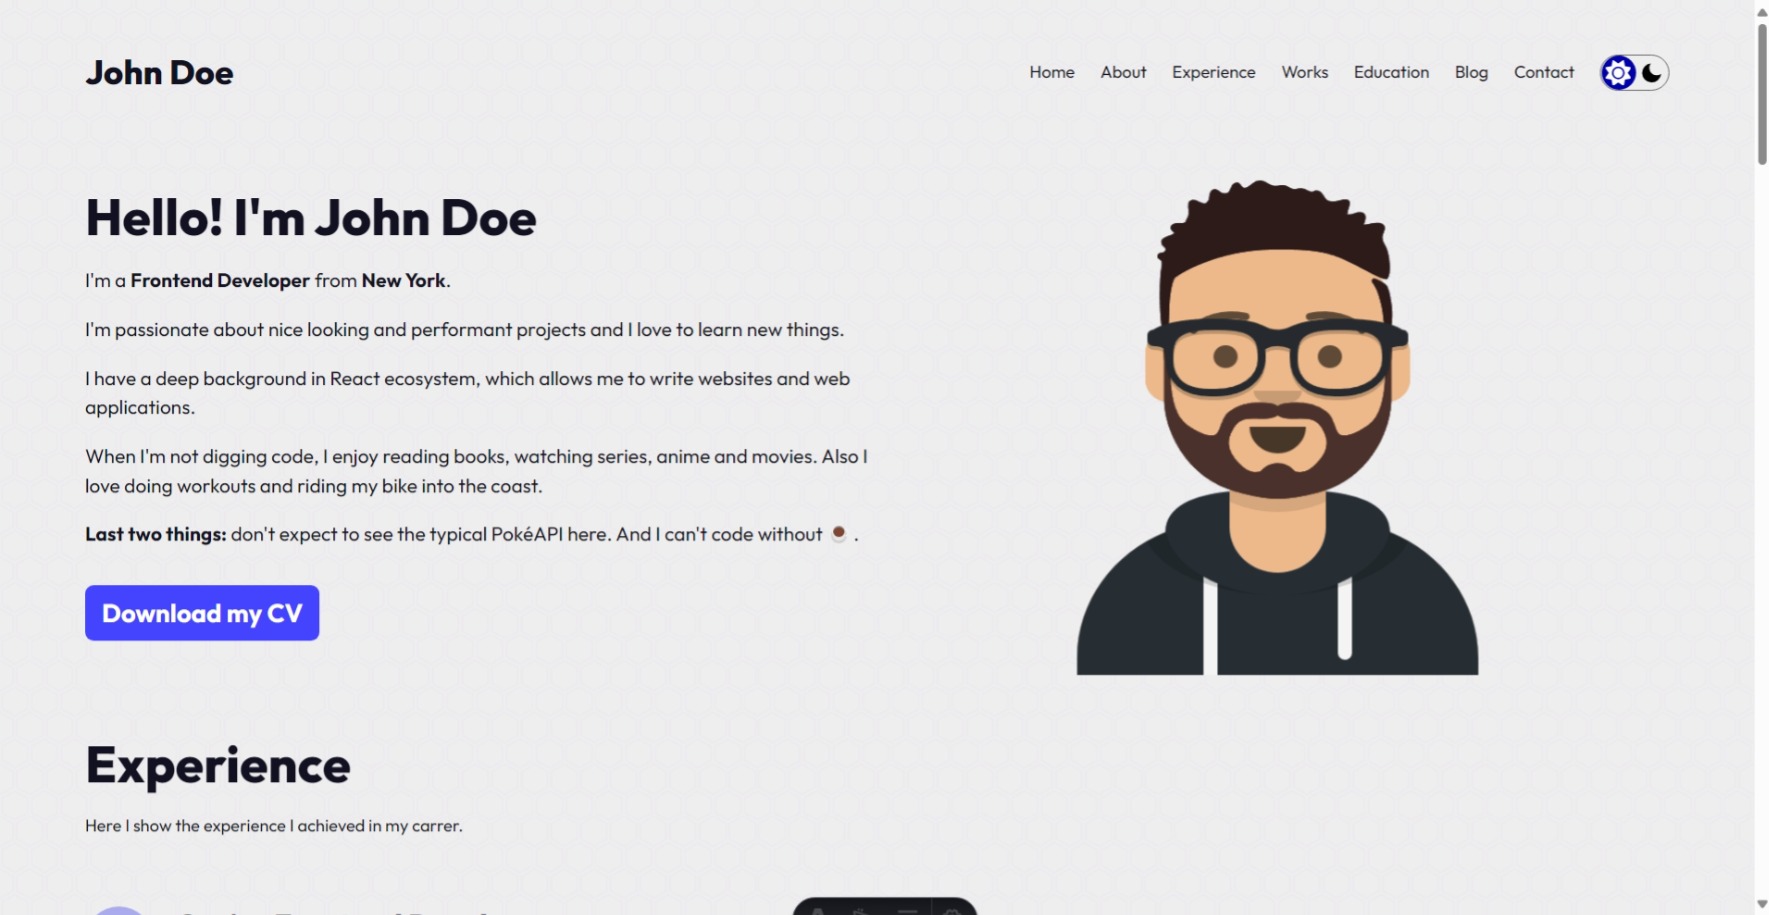 John Doe
Home About Experience Works Education Blog Contact
Hello! I'm John Doe
I'm a Frontend Developer from New York.
I'm passionate about nice looking and performant projects and I love to learn new things.
I have a deep background in React ecosystem, which allows me to write websites and web
applications.
When I'm not digging code, I enjoy reading books, watching series, anime and movies. Also I
love doing workouts and riding my bike into the coast.
Last two things: don't expect to see the typical PokéAPI here. And I can't code without ☕ .
Download my CV
Experience
Here I show the experience I achieved in my carrer.